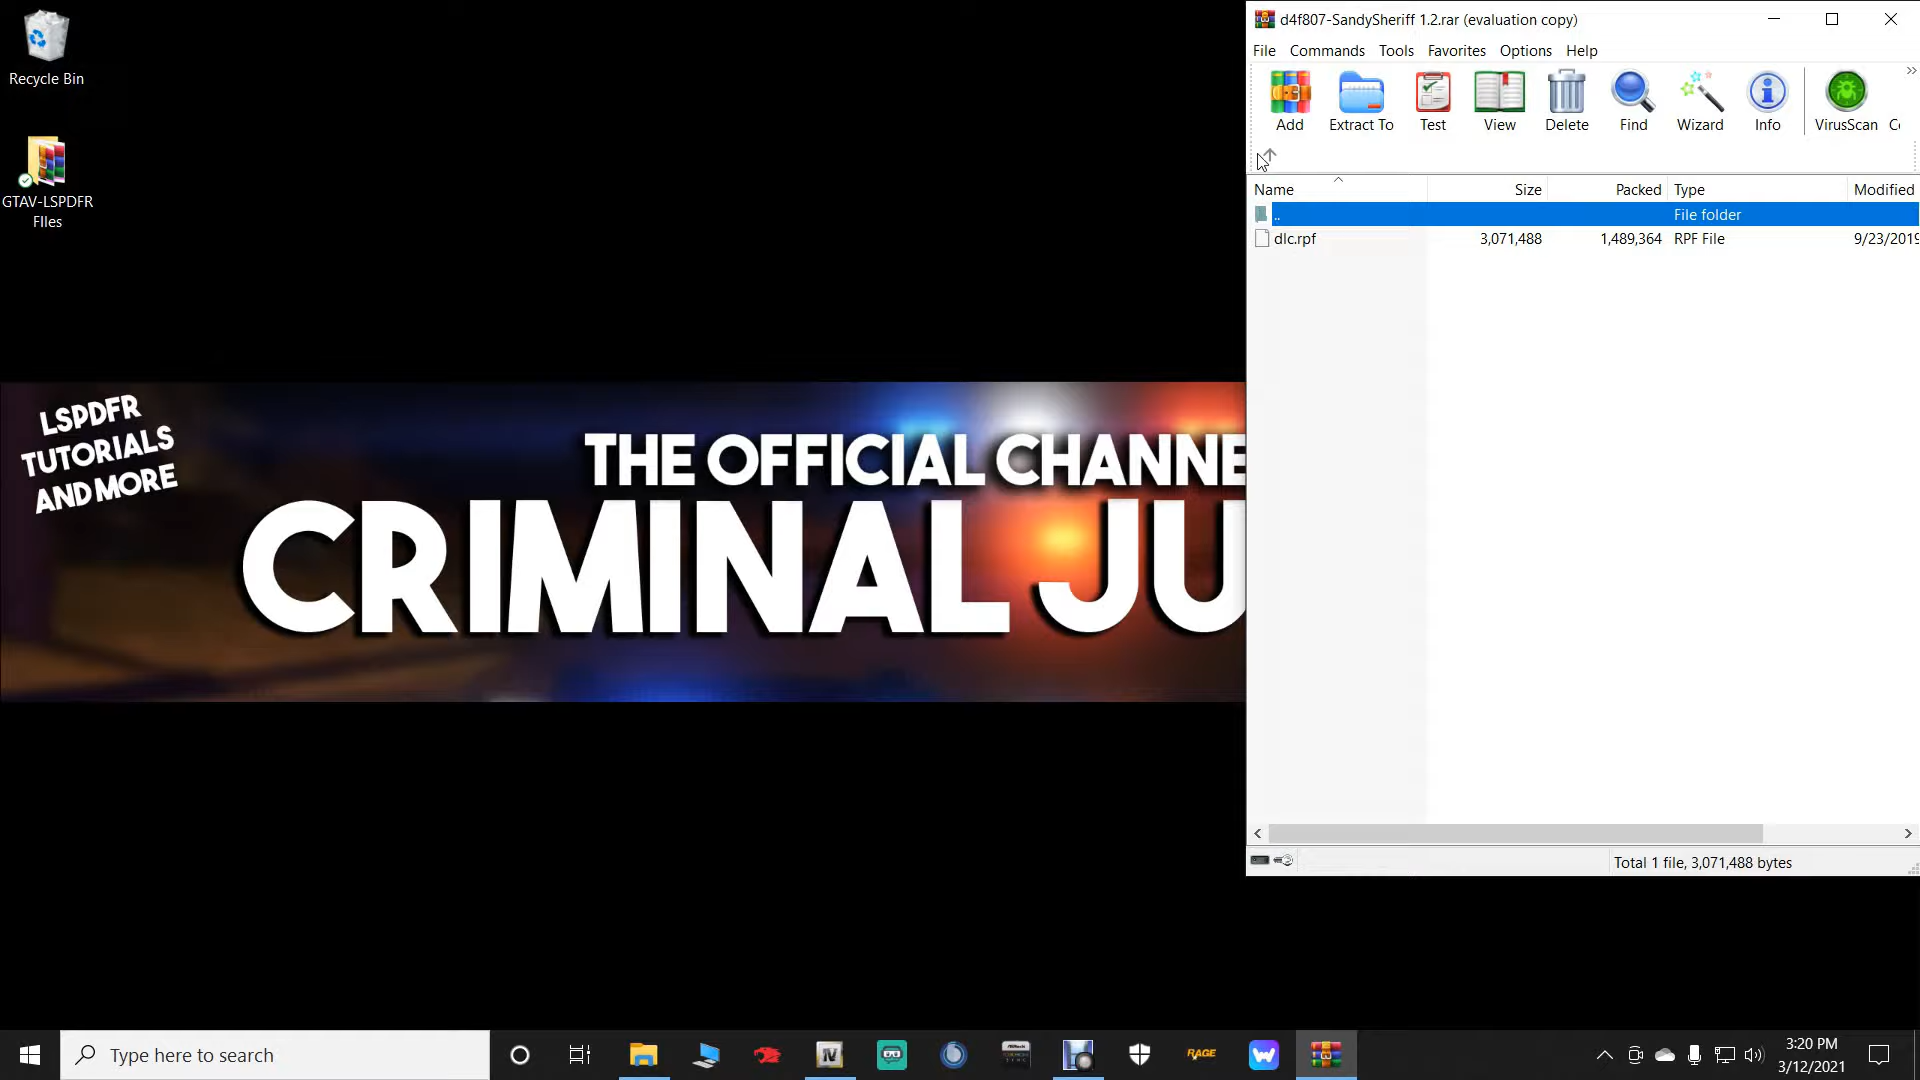 Recycle Bin
GTAV-LSPDFR
FIles
LSPDFR
TUTORIALS
AND MORE
THE OFFICIAL CHANNE
CRIMINAL JU
d4f807-SandySheriff 1.2.rar (evaluation copy)
File Commands Tools Favorites Options Help
Add Extract To Test View Delete Find Wizard Info VirusScan
Name Size Packed Type Modified
.. File folder
dlc.rpf 3,071,488 1,489,364 RPF File 9/23/2019
Total 1 file, 3,071,488 bytes
Type here to search
RAGE
3:20 PM
3/12/2021